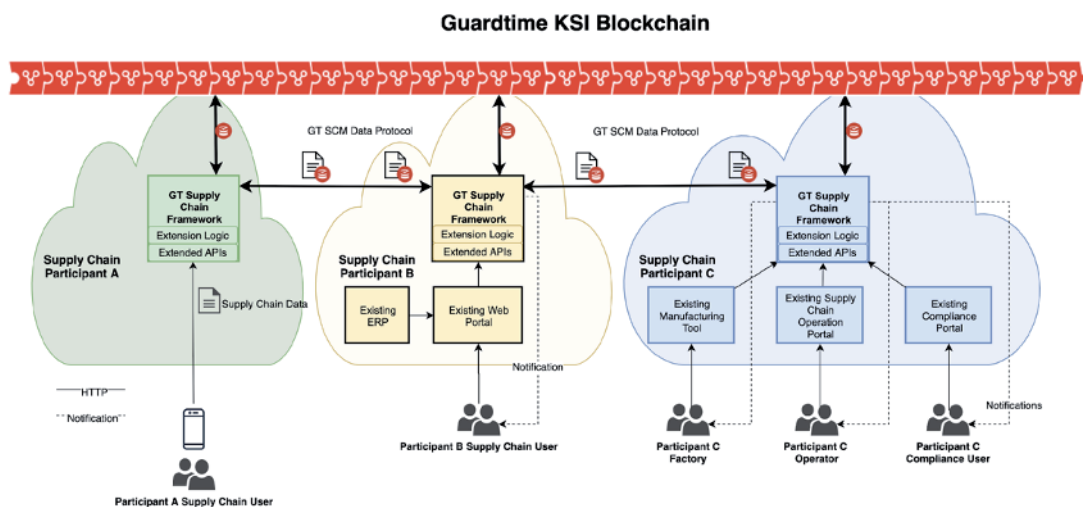 Guardtime KSI Blockchain
GT SCM Data Protocol
GT SCM Data Protocol
GT Supply
Chain
Framework
Extension Logic
Extended APIs
Supply Chain
Participant A
Supply Chain Data
HTTP
Notification
Participant A Supply Chain User
GT Supply
Chain
Framework
Extension Logic
Extended APIs
Supply Chain
Participant B
Existing
ERP
Existing Web
Portal
Notification
Participant B Supply Chain User
GT Supply
Chain
Framework
Extension Logic
Extended APIs
Supply Chain
Participant C
Existing
Manufacturing
Tool
Existing Supply
Chain
Operation
Portal
Existing
Compliance
Portal
Notifications
Participant C
Factory
Participant C
Operator
Participant C
Compliance User